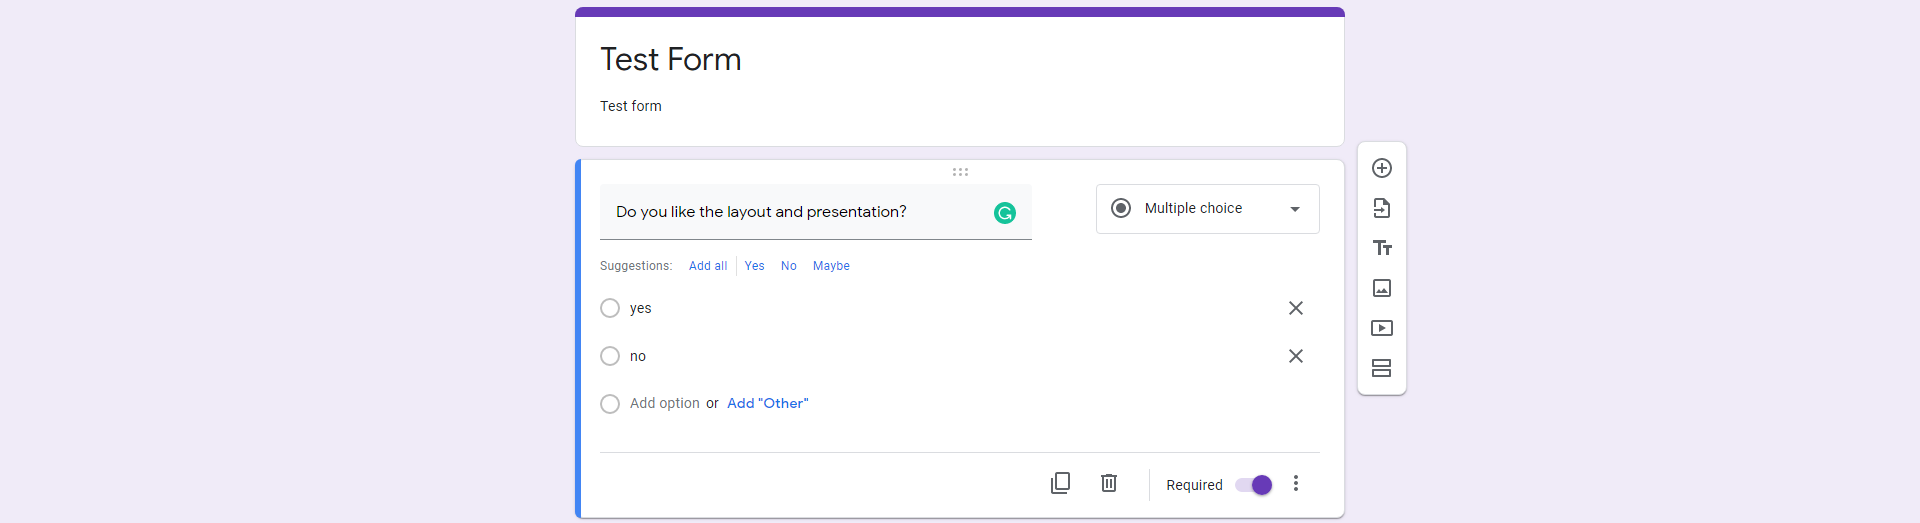 Test Form
Test form
Do you like the layout and presentation?
Multiple choice
Suggestions: Add all Yes No Maybe
yes
no
Add option or Add "Other"
Required